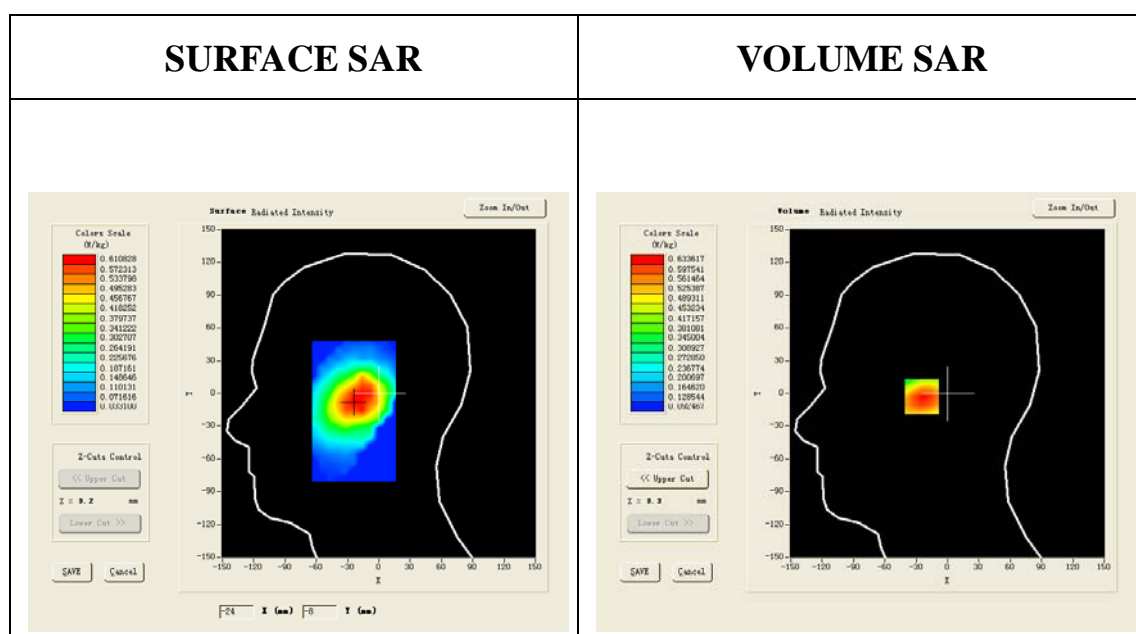 SURFACE SAR
VOLUME SAR
Surface Radiated Intensity
Zoom In/Out
Colors Scale
(W/kg)
0.610828
0.572313
0.533798
0.495283
0.456767
0.418252
0.379737
0.341222
0.302707
0.264191
0.225676
0.187161
0.148646
0.110131
0.071616
0.033100
150
120
90
60
30
0
-30
-60
-90
-120
-150
Y
-150 -120 -90 -60 -30 0 30 60 90 120 150
X
Z-Cuts Control
<< Upper Cut
Z = 3.2 mm
Lower Cut >>
SAVE Cancel
-24 X (mm) -8 Y (mm)
Volume Radiated Intensity
Zoom In/Out
Colors Scale
(W/kg)
0.633617
0.597541
0.561464
0.525387
0.489311
0.453234
0.417157
0.381081
0.345004
0.308927
0.272850
0.236774
0.200697
0.164620
0.128544
0.092467
150
120
90
60
30
0
-30
-60
-90
-120
-150
Y
-150 -120 -90 -60 -30 0 30 60 90 120 150
X
Z-Cuts Control
<< Upper Cut
Z = 3.3 mm
Lower Cut >>
SAVE Cancel